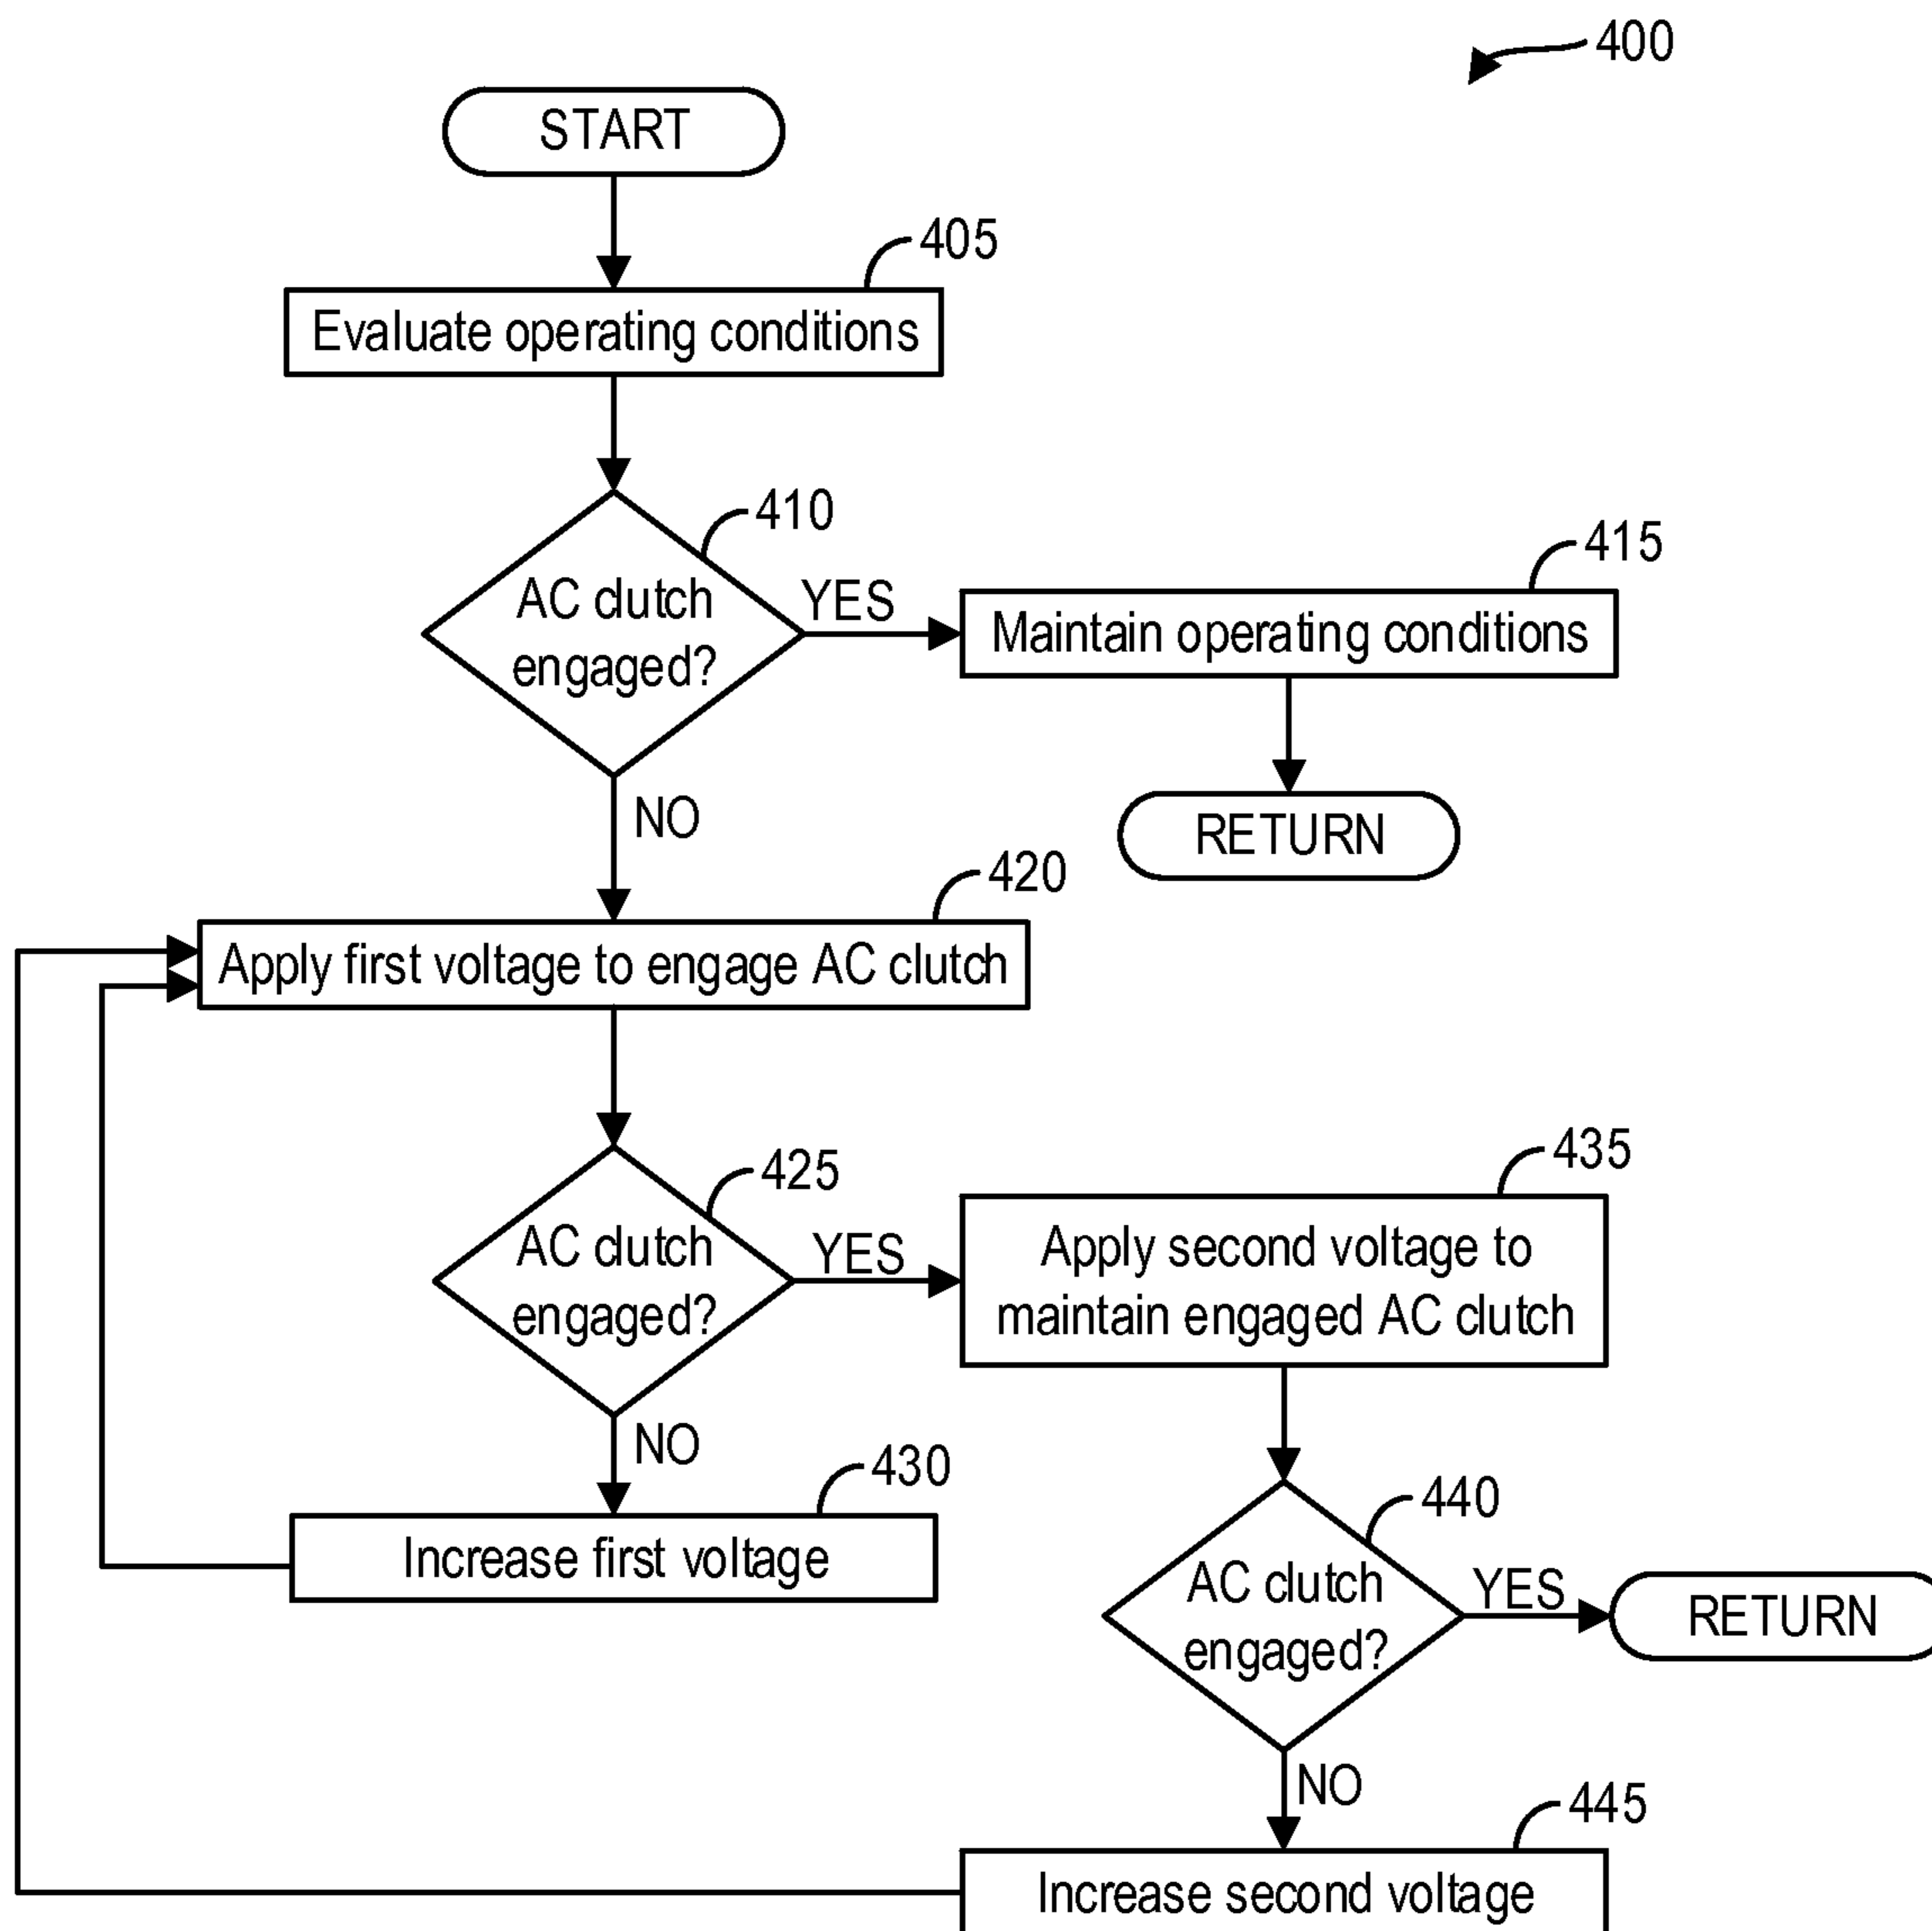 400
START
405
Evaluate operating conditions
410
AC clutch
engaged?
YES
415
Maintain operating conditions
RETURN
NO
420
Apply first voltage to engage AC clutch
425
AC clutch
engaged?
YES
435
Apply second voltage to
maintain engaged AC clutch
NO
430
Increase first voltage
440
AC clutch
engaged?
YES
RETURN
NO
445
Increase second voltage